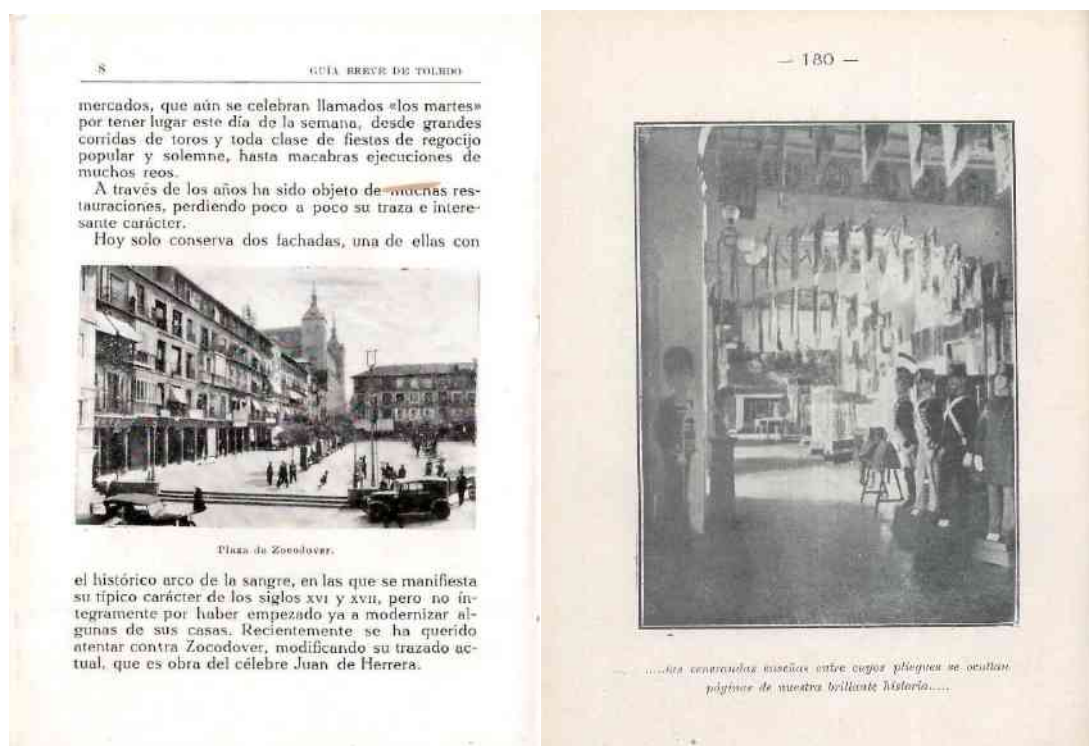 8
GUÍA BREVE DE TOLEDO
mercados, que aún se celebran llamados «los martes»
por tener lugar este día de la semana, desde grandes
corridas de toros y toda clase de fiestas de regocijo
popular y solemne, hasta macabras ejecuciones de
muchos reos.
A través de los años ha sido objeto de muchas res-
tauraciones, perdiendo poco a poco su traza e intere-
sante carácter.
Hoy solo conserva dos fachadas, una de ellas con
Plaza de Zocodover.
el histórico arco de la sangre, en las que se manifiesta
su típico carácter de los siglos XVI y XVII, pero no ín-
tegramente por haber empezado ya a modernizar al-
gunas de sus casas. Recientemente se ha querido
atentar contra Zocodover, modificando su trazado ac-
tual, que es obra del célebre Juan de Herrera.
— 180 —
.....las venerandas enseñas entre cuyos pliegues se ocultan
páginas de nuestra brillante historia.....